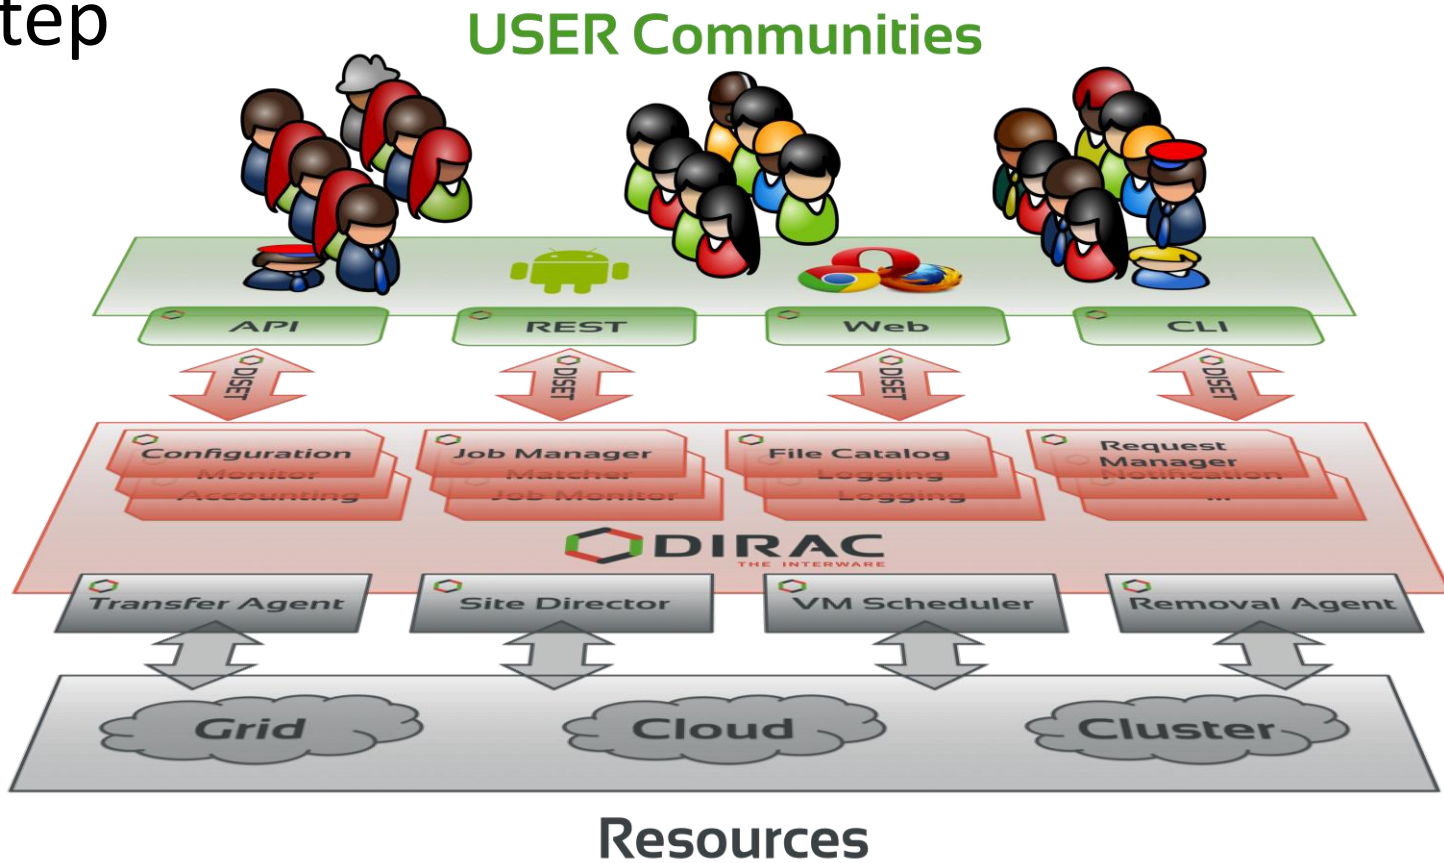 tep
USER Communities
API
REST
Web
CLI
DISET
DISET
DISET
DISET
Configuration
Monitor
Accounting
Job Manager
Matcher
Job Monitor
File Catalog
Logging
Logging
Request
Manager
Notification
...
DIRAC
THE INTERWARE
Transfer Agent
Site Director
VM Scheduler
Removal Agent
Grid
Cloud
Cluster
Resources